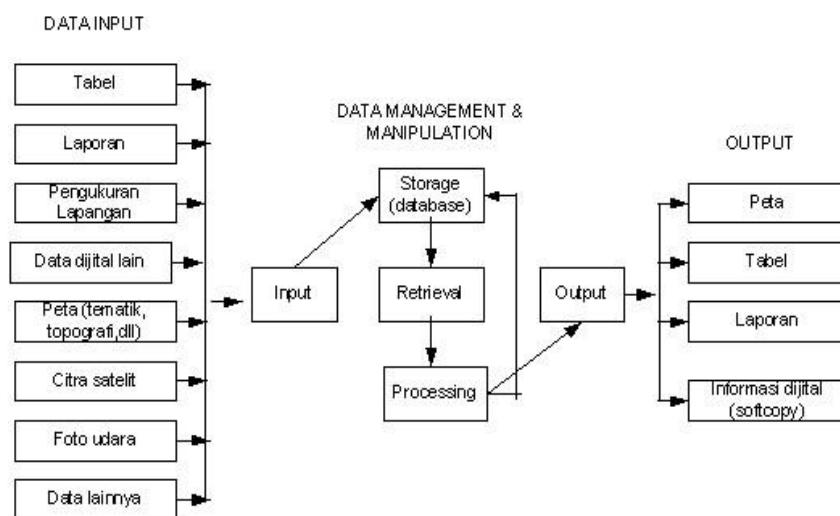 DATA INPUT
Tabel
Laporan
Pengukuran
Lapangan
Data dijital lain
Peta (tematik,
topografi,dll)
Citra satelit
Foto udara
Data lainnya
Input
DATA MANAGEMENT &
MANIPULATION
Storage
(database)
Retrieval
Processing
Output
OUTPUT
Peta
Tabel
Laporan
Informasi dijital
(softcopy)